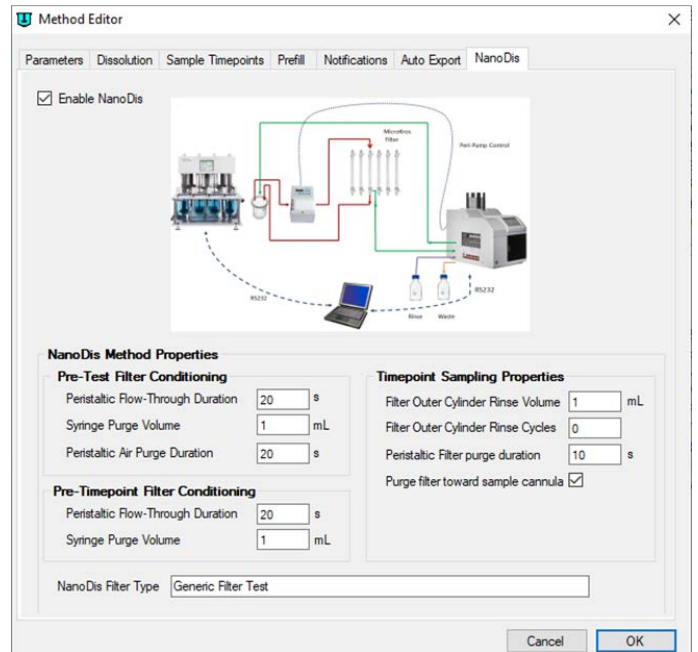 Method Editor
Parameters Dissolution Sample Timepoints Prefill Notifications Auto Export NanoDis
Enable NanoDis
Filter
Peri-Pump Control
RS232
RS232
Rinse Waste
NanoDis Method Properties
Pre-Test Filter Conditioning
Peristaltic Flow-Through Duration 20 s
Syringe Purge Volume 1 mL
Peristaltic Air Purge Duration 20 s
Pre-Timepoint Filter Conditioning
Peristaltic Flow-Through Duration 20 s
Syringe Purge Volume 1 mL
Timepoint Sampling Properties
Filter Outer Cylinder Rinse Volume 1 mL
Filter Outer Cylinder Rinse Cycles 0
Peristaltic Filter purge duration 10 s
Purge filter toward sample cannula
NanoDis Filter Type Generic Filter Test
Cancel OK